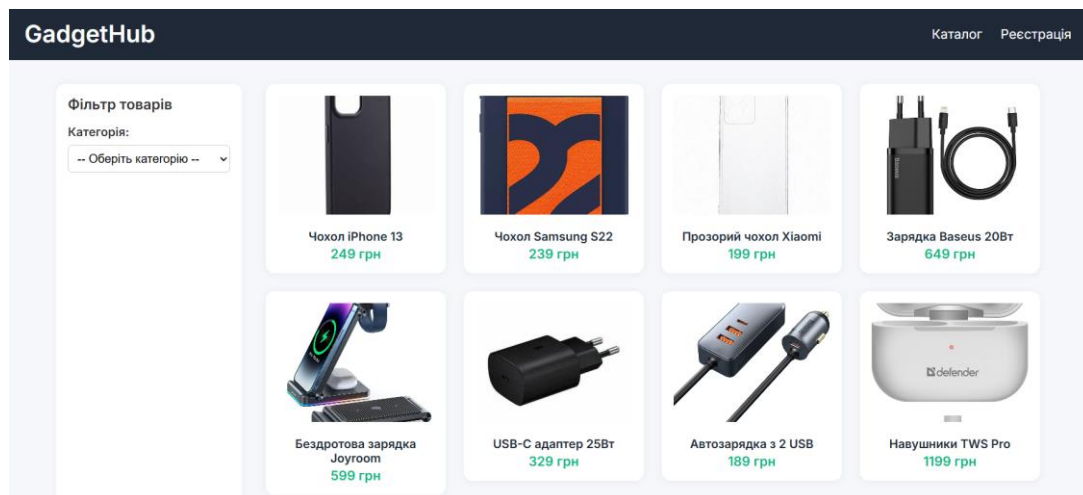 GadgetHub
Каталог Реєстрація
Фільтр товарів
Категорія:
-- Оберіть категорію --
Чохол iPhone 13
249 грн
Чохол Samsung S22
239 грн
Прозорий чохол Xiaomi
199 грн
Baseus
Зарядка Baseus 20Вт
649 грн
Бездротова зарядка
Joyroom
599 грн
USB-C адаптер 25Вт
329 грн
Автозарядка з 2 USB
189 грн
defender
Навушники TWS Pro
1199 грн